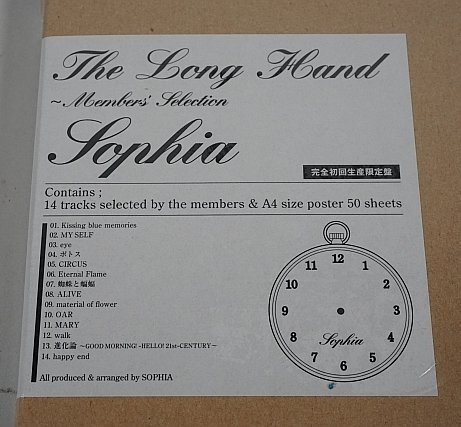 The Long Hand
~Members' Selection
Sophia
完全初回生産限定盤
Contains ;
14 tracks selected by the members & A4 size poster 50 sheets
01. Kissing blue memories
02. MY SELF
03. eye
04. ポトス
05. CIRCUS
06. Eternal Flame
07. 蜘蛛と蝙蝠
08. ALIVE
09. material of flower
10. OAR
11. MARY
12. walk
13. 進化論 ～GOOD MORNING! -HELLO! 21st-CENTURY～
14. happy end
All produced & arranged by SOPHIA
12
1
2
3
4
5
6
7
8
9
10
11
Sophia